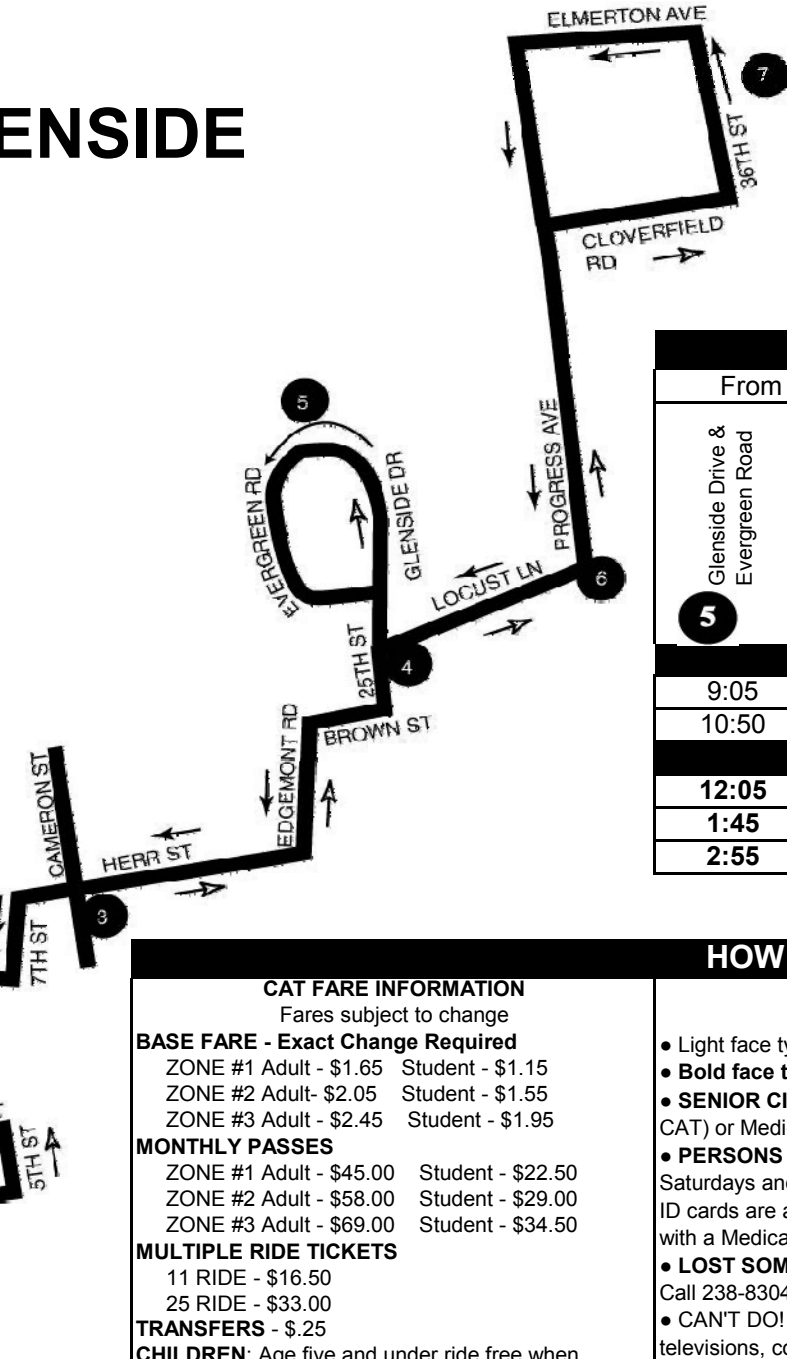 ENSIDE
ELMERTON AVE
7
36TH ST
CLOVERFIELD
RD
5
EVERGREEN RD
GLENSIDE DR
PROGRESS AVE
LOCUST LN
6
25TH ST
4
BROWN ST
EDGEMONT RD
CAMERON ST
HERR ST
3
7TH ST
5TH ST
From
Glenside Drive &
Evergreen Road
5
9:05
10:50
12:05
1:45
2:55
HOW
CAT FARE INFORMATION
Fares subject to change
BASE FARE - Exact Change Required
ZONE #1 Adult - $1.65 Student - $1.15
ZONE #2 Adult- $2.05 Student - $1.55
ZONE #3 Adult - $2.45 Student - $1.95
MONTHLY PASSES
ZONE #1 Adult - $45.00 Student - $22.50
ZONE #2 Adult - $58.00 Student - $29.00
ZONE #3 Adult - $69.00 Student - $34.50
MULTIPLE RIDE TICKETS
11 RIDE - $16.50
25 RIDE - $33.00
TRANSFERS - $.25
CHILDREN: Age five and under ride free when
● Light face ty
● Bold face t
● SENIOR CI
CAT) or Medi
● PERSONS
Saturdays and
ID cards are a
with a Medica
● LOST SOM
Call 238-8304
● CAN'T DO!
televisions, co